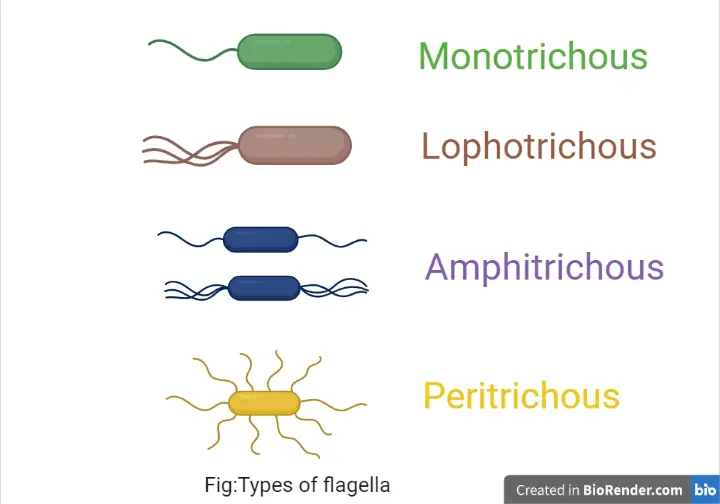 Monotrichous
Lophotrichous
Amphitrichous
Peritrichous
Fig:Types of flagella
Created in BioRender.com bio